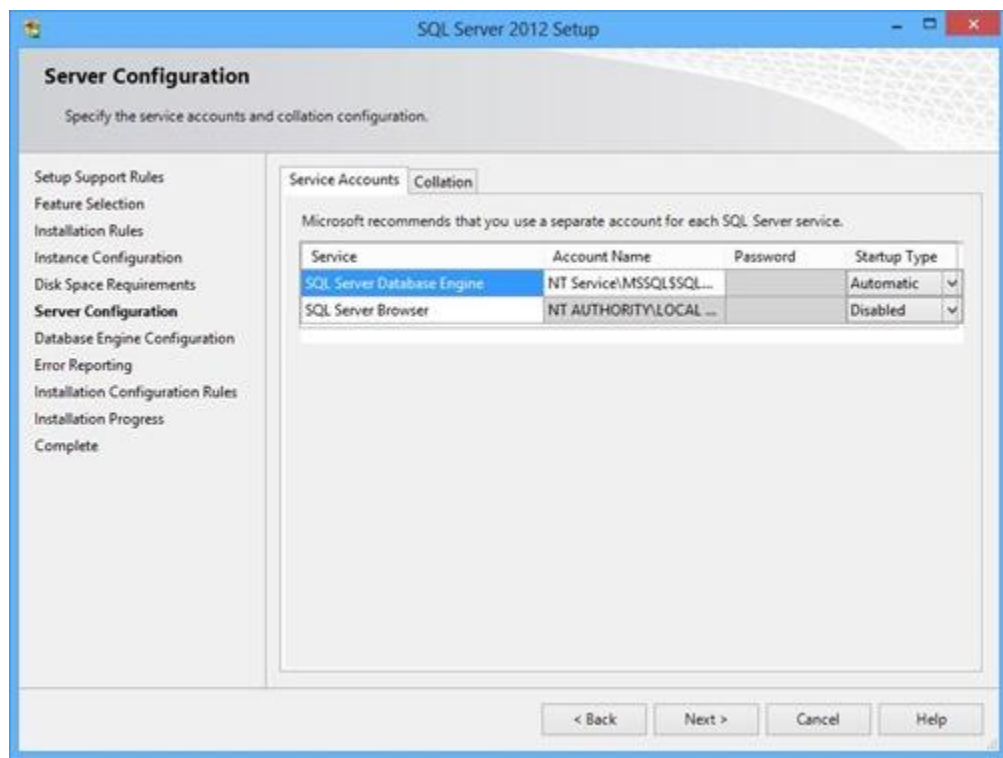 SQL Server 2012 Setup
Server Configuration
Specify the service accounts and collation configuration.
Setup Support Rules
Feature Selection
Installation Rules
Instance Configuration
Disk Space Requirements
Server Configuration
Database Engine Configuration
Error Reporting
Installation Configuration Rules
Installation Progress
Complete
Service Accounts Collation
Microsoft recommends that you use a separate account for each SQL Server service.
Service Account Name Password Startup Type
SQL Server Database Engine NT Service\MSSQL$SQL... Automatic
SQL Server Browser NT AUTHORITY\LOCAL ... Disabled
< Back Next > Cancel Help